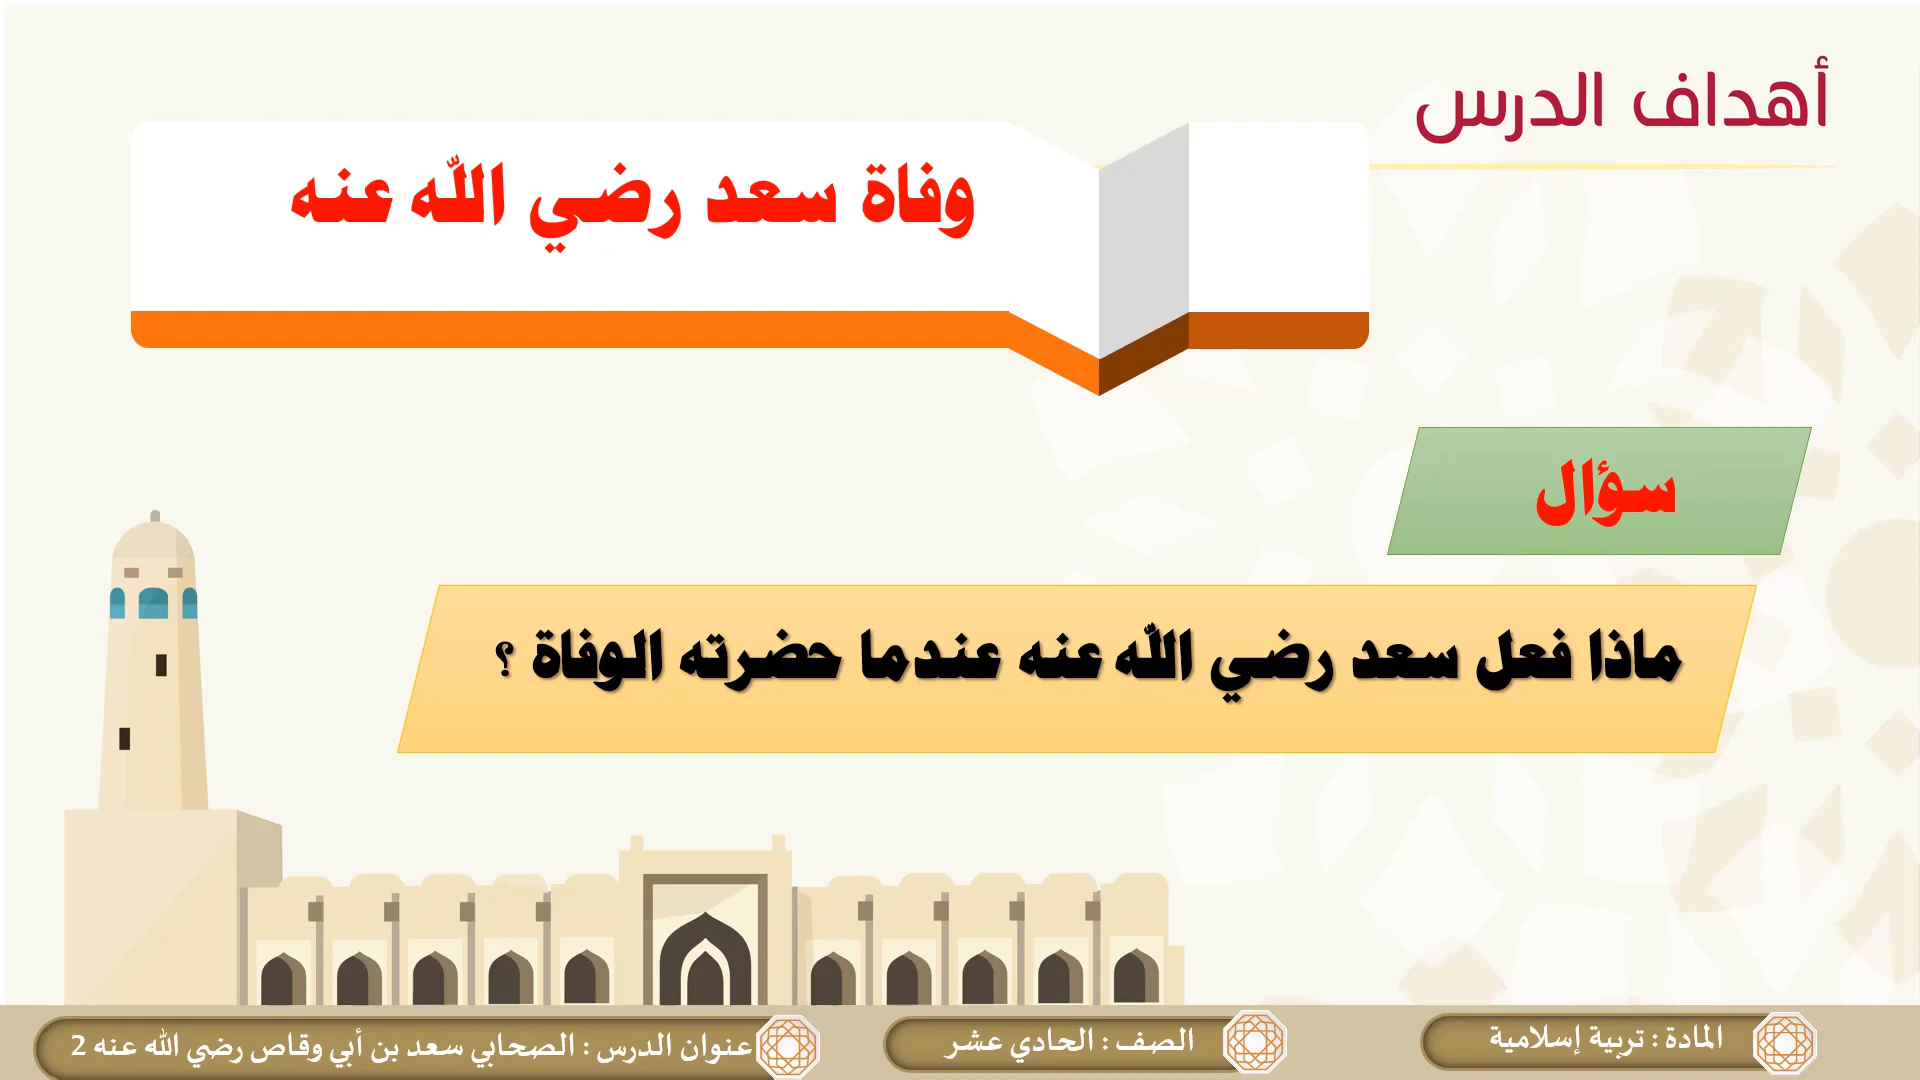 أهداف الدرس
وفاة سعد رضي الله عنه
سؤال
ماذا فعل سعد رضي الله عنه عندما حضرته الوفاة ؟
المادة : تربية إسلامية
الصف : الحادي عشر
عنوان الدرس : الصحابي سعد بن أبي وقاص رضي الله عنه 2